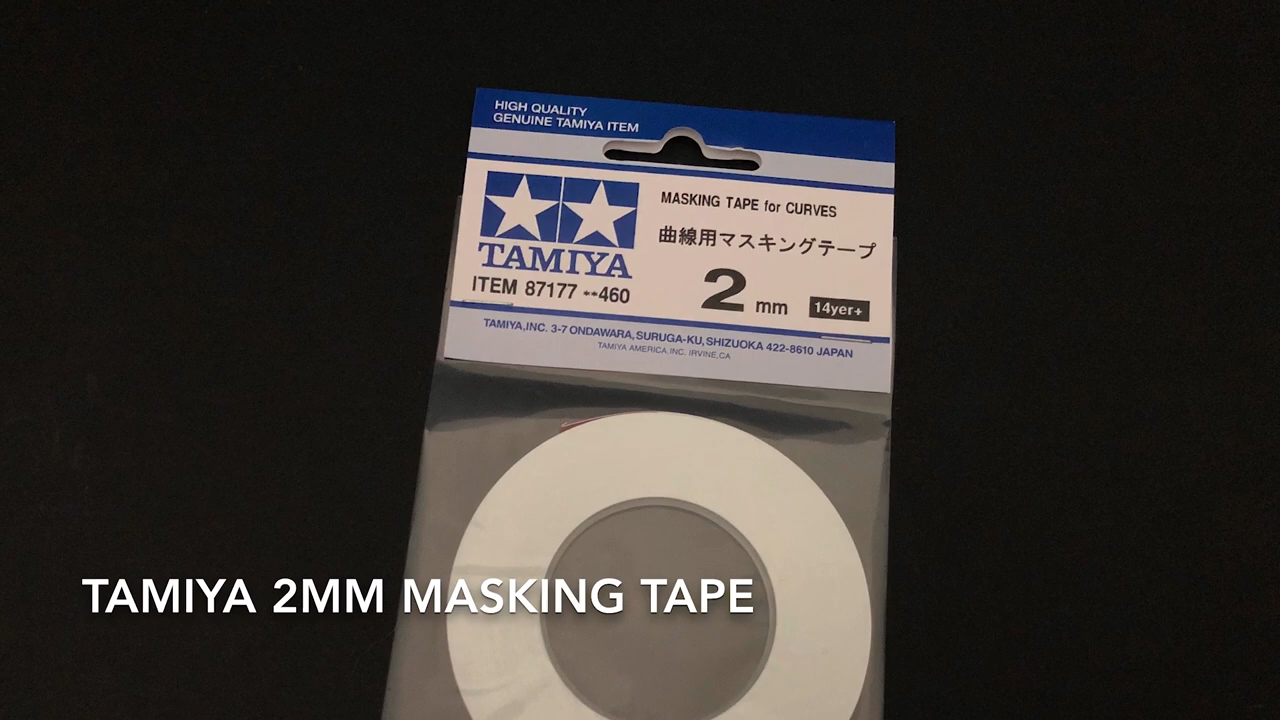 HIGH QUALITY
GENUINE TAMIYA ITEM
TAMIYA
ITEM 87177 **460
MASKING TAPE for CURVES
曲線用マスキングテープ
2 mm
14yer+
TAMIYA,INC. 3-7 ONDAWARA, SURUGA-KU, SHIZUOKA 422-8610 JAPAN
TAMIYA AMERICA.INC. IRVINE,CA
TAMIYA 2MM MASKING TAPE